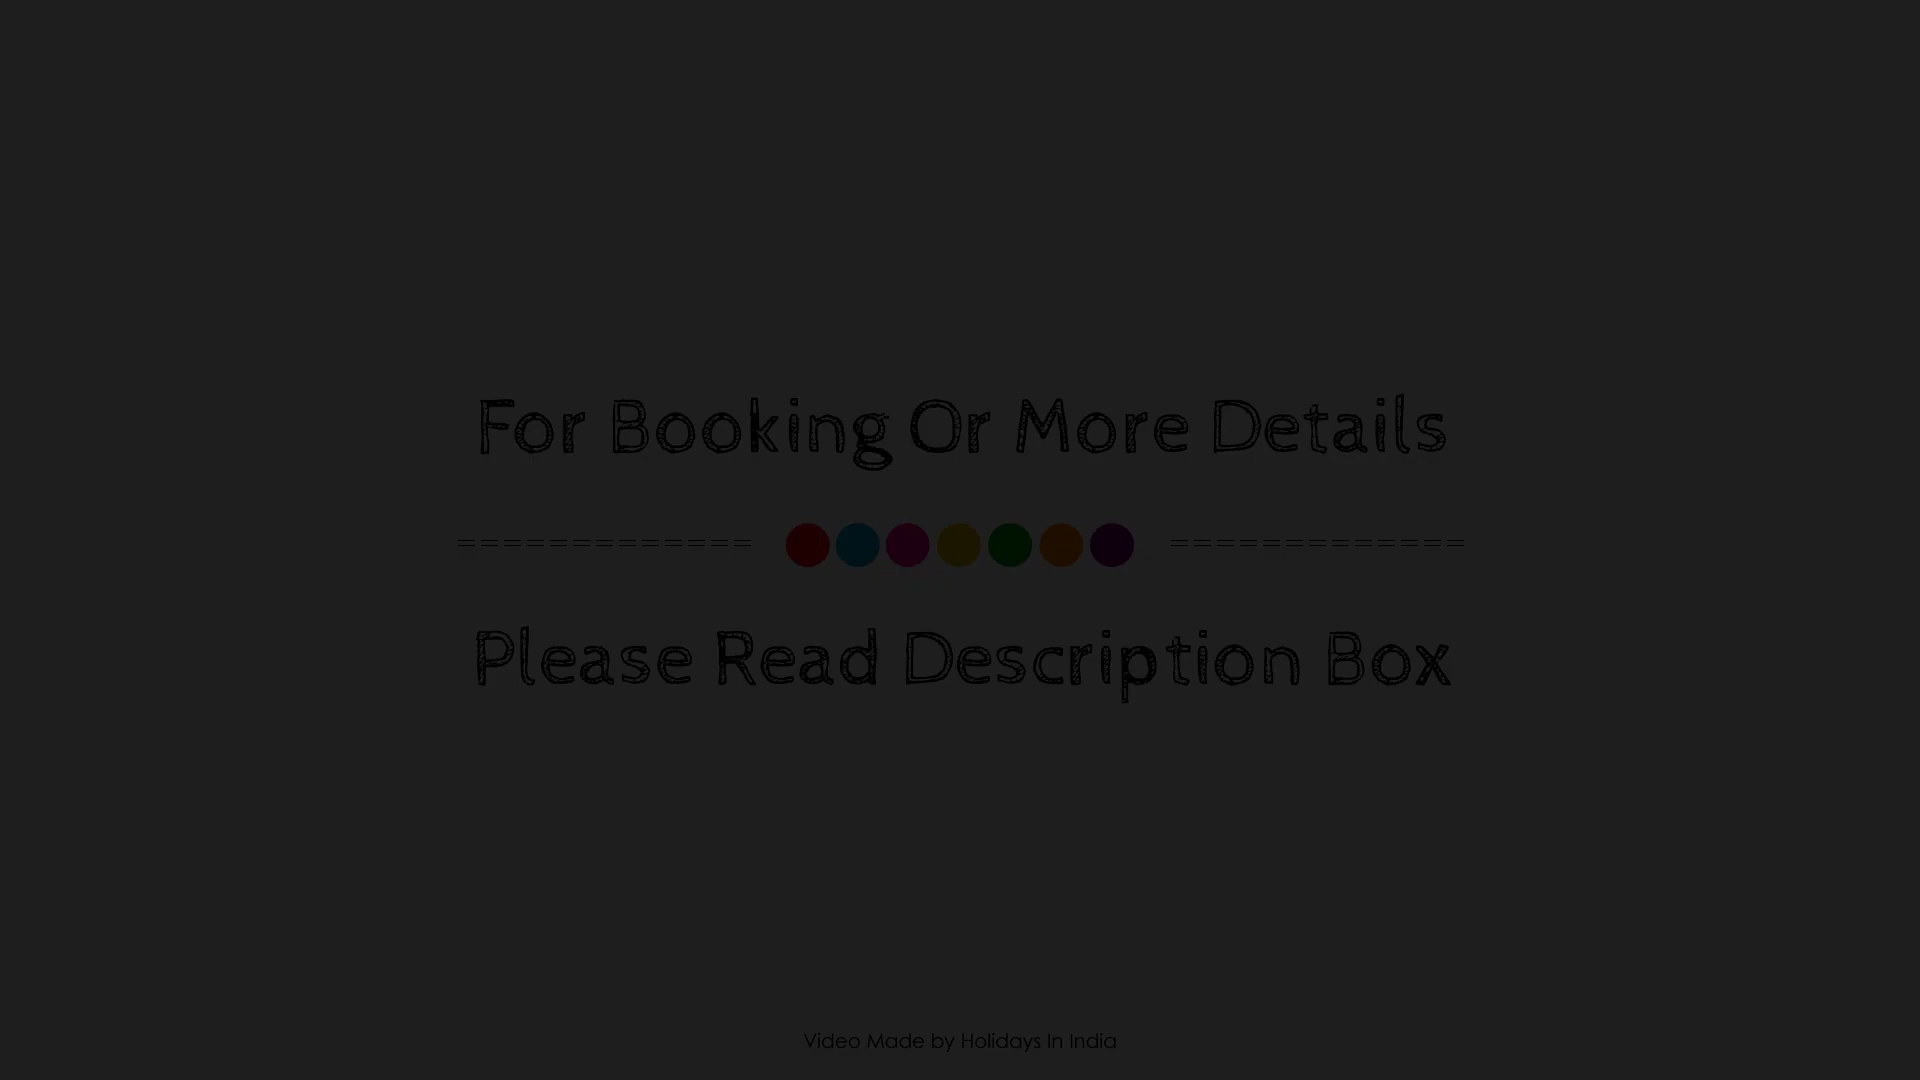 For Booking Or More Details
============= =============
Please Read Description Box
Video Made by Holidays In India